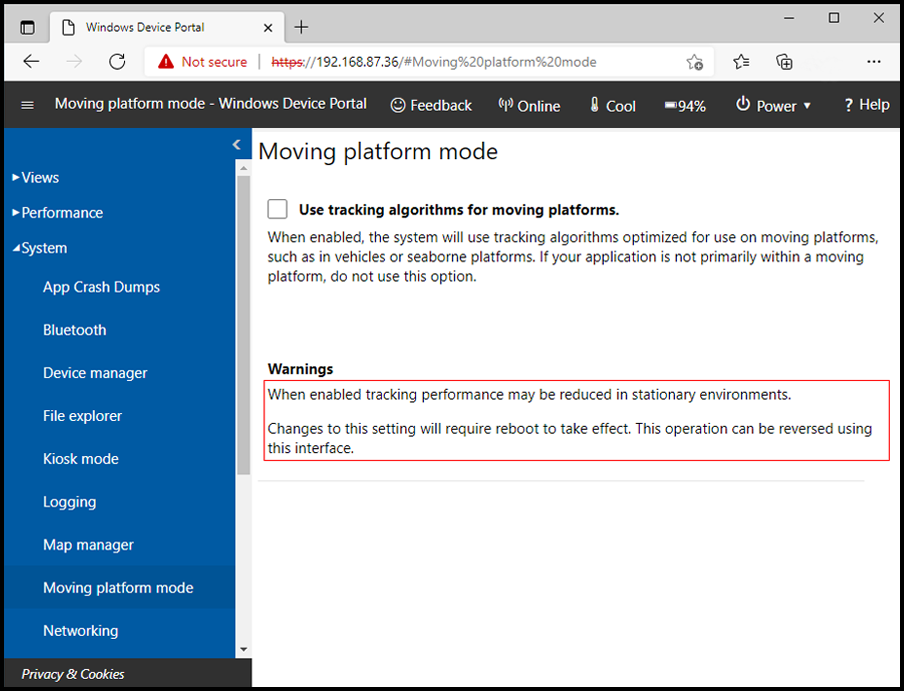 Windows Device Portal
Not secure | https://192.168.87.36/#Moving%20platform%20mode
Moving platform mode - Windows Device Portal
Feedback
Online
Cool
94%
Power
? Help
Views
Performance
System
App Crash Dumps
Bluetooth
Device manager
File explorer
Kiosk mode
Logging
Map manager
Moving platform mode
Networking
Privacy & Cookies
Moving platform mode
Use tracking algorithms for moving platforms.
When enabled, the system will use tracking algorithms optimized for use on moving platforms,
such as in vehicles or seaborne platforms. If your application is not primarily within a moving
platform, do not use this option.
Warnings
When enabled tracking performance may be reduced in stationary environments.
Changes to this setting will require reboot to take effect. This operation can be reversed using
this interface.